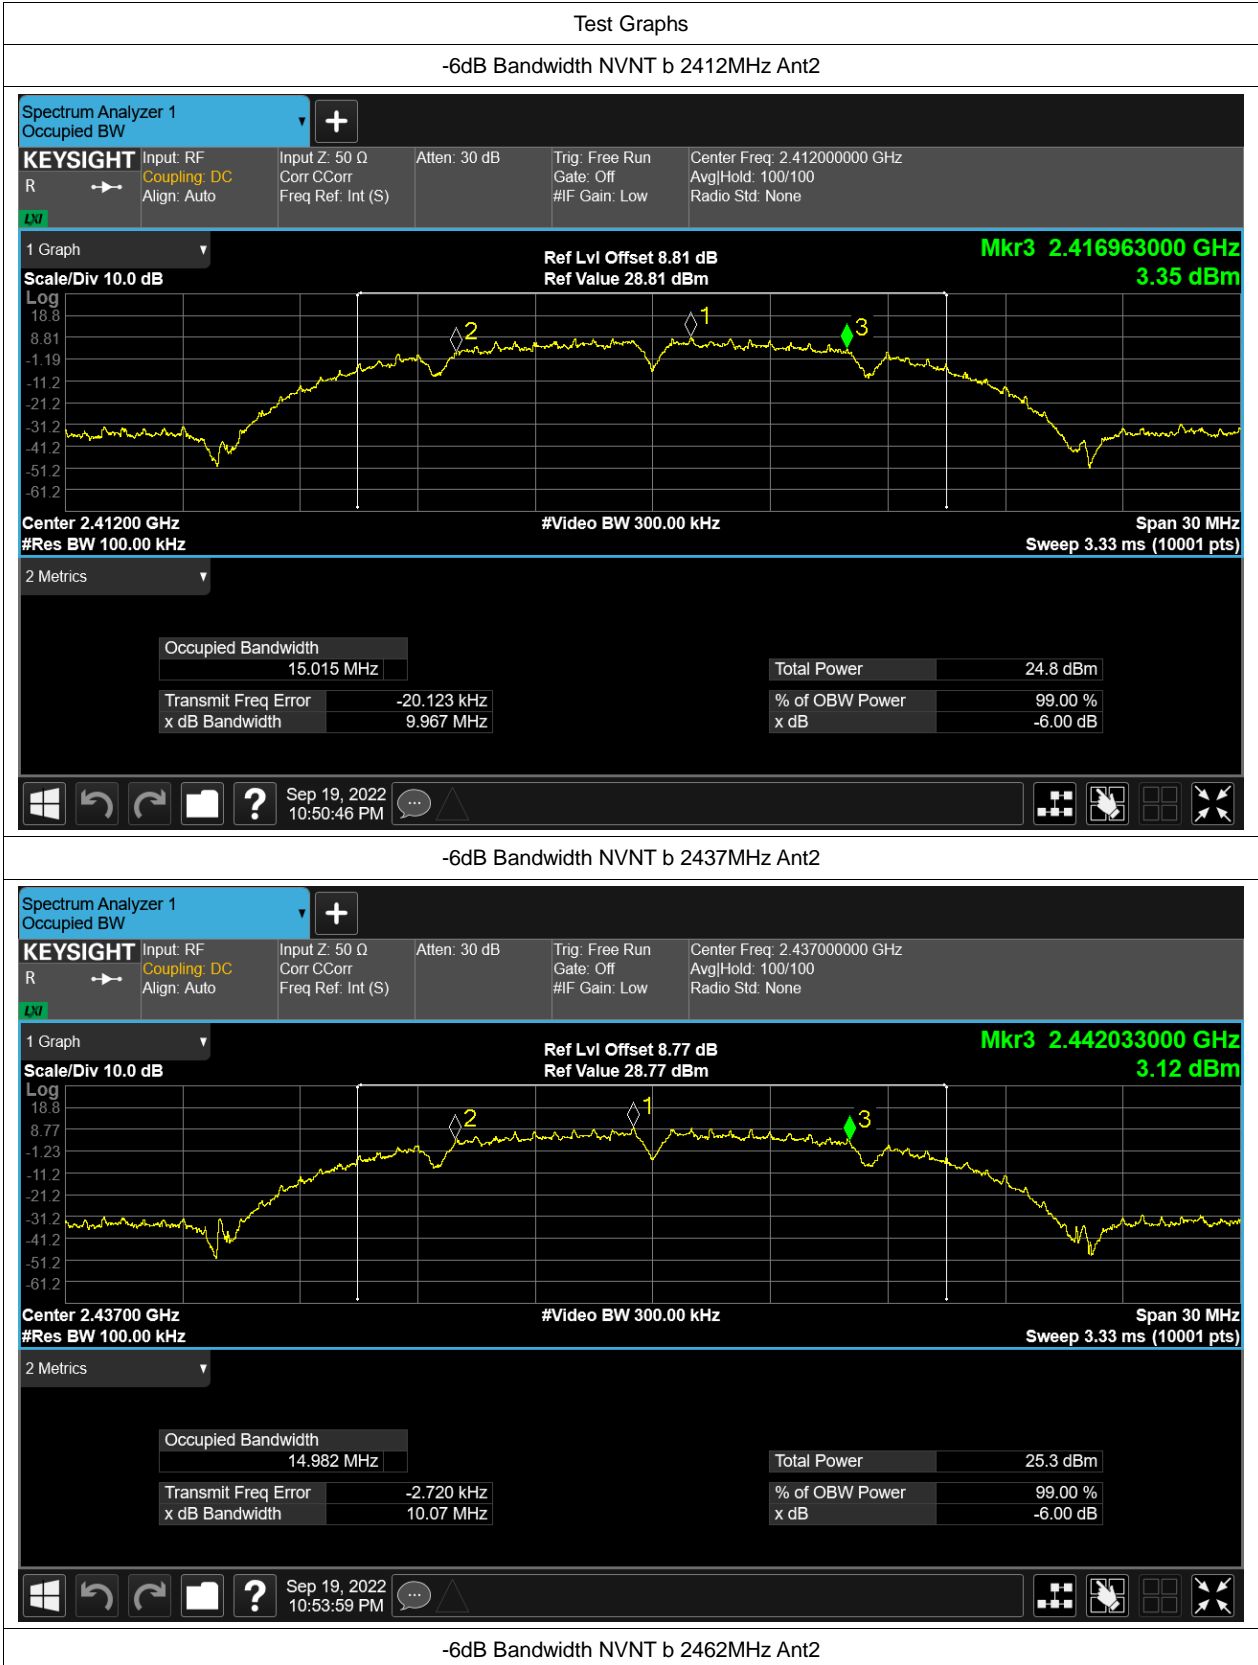 Test Graphs
-6dB Bandwidth NVNT b 2412MHz Ant2
Spectrum Analyzer 1
Occupied BW
KEYSIGHT Input: RF Input Z: 50 Ω Atten: 30 dB Trig: Free Run Center Freq: 2.412000000 GHz
R Coupling: DC Corr CCorr Gate: Off Avg|Hold: 100/100
Align: Auto Freq Ref: Int (S) #IF Gain: Low Radio Std: None
LXI
1 Graph Ref Lvl Offset 8.81 dB Mkr3 2.416963000 GHz
Scale/Div 10.0 dB Ref Value 28.81 dBm 3.35 dBm
Log
18.8
8.81
-1.19
-11.2
-21.2
-31.2
-41.2
-51.2
-61.2
2 1 3
Center 2.41200 GHz #Video BW 300.00 kHz Span 30 MHz
#Res BW 100.00 kHz Sweep 3.33 ms (10001 pts)
2 Metrics
Occupied Bandwidth
15.015 MHz Total Power 24.8 dBm
Transmit Freq Error -20.123 kHz % of OBW Power 99.00 %
x dB Bandwidth 9.967 MHz x dB -6.00 dB
Sep 19, 2022
10:50:46 PM
-6dB Bandwidth NVNT b 2437MHz Ant2
Spectrum Analyzer 1
Occupied BW
KEYSIGHT Input: RF Input Z: 50 Ω Atten: 30 dB Trig: Free Run Center Freq: 2.437000000 GHz
R Coupling: DC Corr CCorr Gate: Off Avg|Hold: 100/100
Align: Auto Freq Ref: Int (S) #IF Gain: Low Radio Std: None
LXI
1 Graph Ref Lvl Offset 8.77 dB Mkr3 2.442033000 GHz
Scale/Div 10.0 dB Ref Value 28.77 dBm 3.12 dBm
Log
18.8
8.77
-1.23
-11.2
-21.2
-31.2
-41.2
-51.2
-61.2
2 1 3
Center 2.43700 GHz #Video BW 300.00 kHz Span 30 MHz
#Res BW 100.00 kHz Sweep 3.33 ms (10001 pts)
2 Metrics
Occupied Bandwidth
14.982 MHz Total Power 25.3 dBm
Transmit Freq Error -2.720 kHz % of OBW Power 99.00 %
x dB Bandwidth 10.07 MHz x dB -6.00 dB
Sep 19, 2022
10:53:59 PM
-6dB Bandwidth NVNT b 2462MHz Ant2